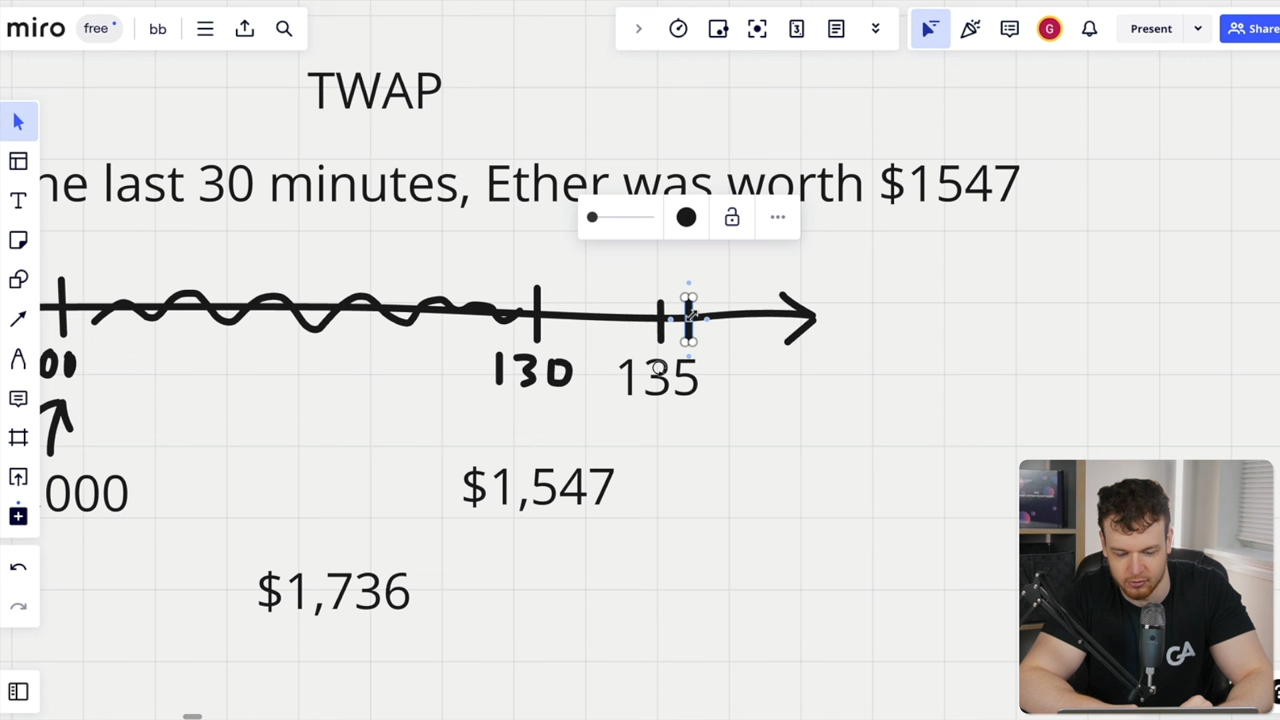 miro free bb Present Share
G
TWAP
he last 30 minutes, Ether was worth $1547
00 130 135
000 $1,547
$1,736
GA